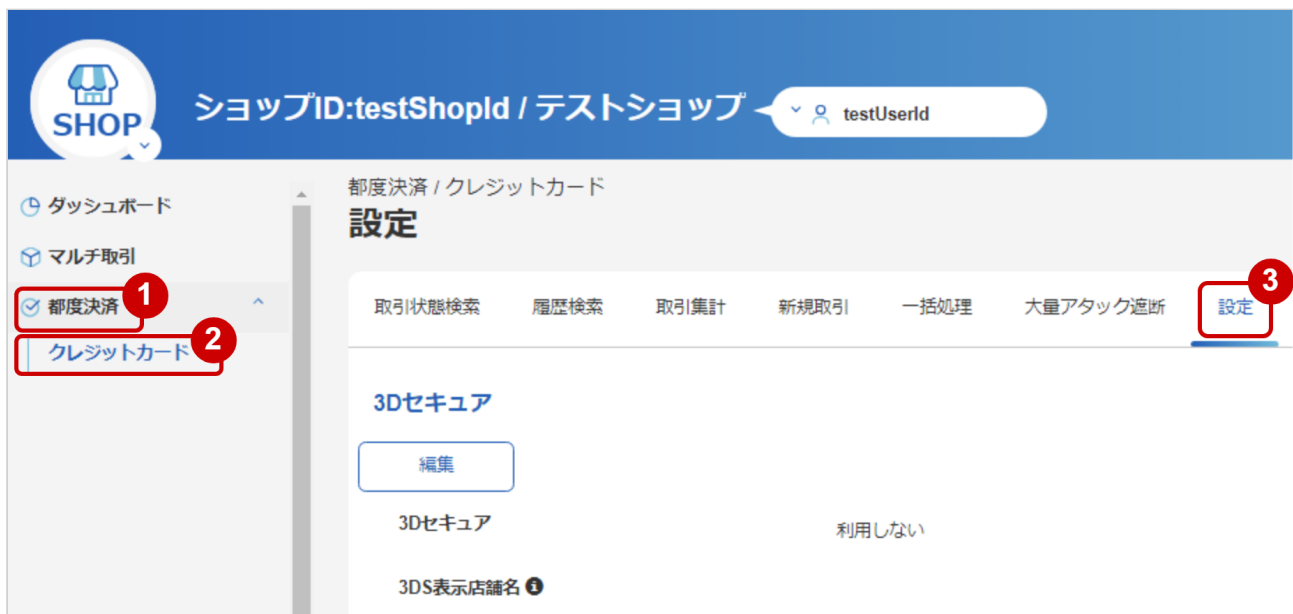 SHOP
ショップID:testShopId / テストショップ
testUserId
ダッシュボード
マルチ取引
都度決済
1
クレジットカード
2
都度決済 / クレジットカード
設定
取引状態検索 履歴検索 取引集計 新規取引 一括処理 大量アタック遮断 設定
3
3Dセキュア
編集
3Dセキュア 利用しない
3DS表示店舗名